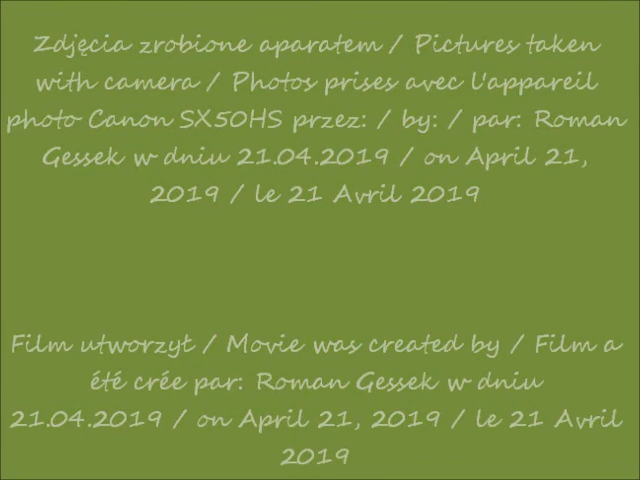 Zdjęcia zrobione aparatem / Pictures taken
with camera / Photos prises avec l'appareil
photo Canon SX50HS przez: / by: / par: Roman
Gessek w dniu 21.04.2019 / on April 21,
2019 / le 21 Avril 2019
Film utworzył / Movie was created by / Film a
été crée par: Roman Gessek w dniu
21.04.2019 / on April 21, 2019 / le 21 Avril
2019